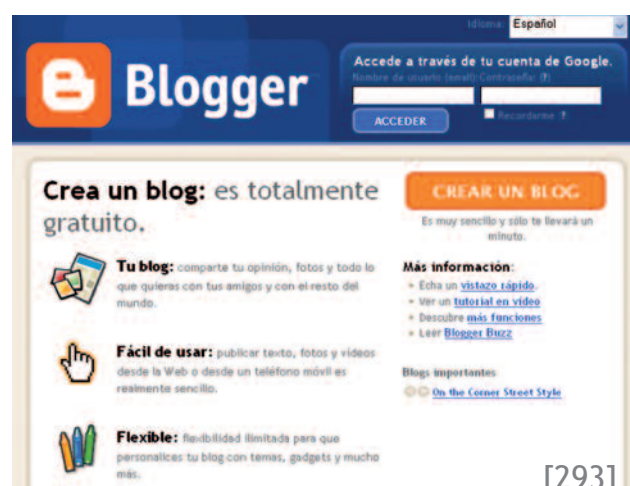 Idioma: Español
Blogger
Accede a través de tu cuenta de Google.
Nombre de usuario (email): Contraseña: (?)
ACCEDER
Recordarme ?
Crea un blog: es totalmente
gratuito.
Tu blog: comparte tu opinión, fotos y todo lo
que quieras con tus amigos y con el resto del
mundo.
Fácil de usar: publicar texto, fotos y vídeos
desde la Web o desde un teléfono móvil es
realmente sencillo.
Flexible: flexibilidad ilimitada para que
personalices tu blog con temas, gadgets y mucho
más.
CREAR UN BLOG
Es muy sencillo y sólo te llevará un
minuto.
Más información:
Echa un vistazo rápido.
Ver un tutorial en vídeo
Descubre más funciones
Leer Blogger Buzz
Blogs importantes
On the Corner Street Style
[293]